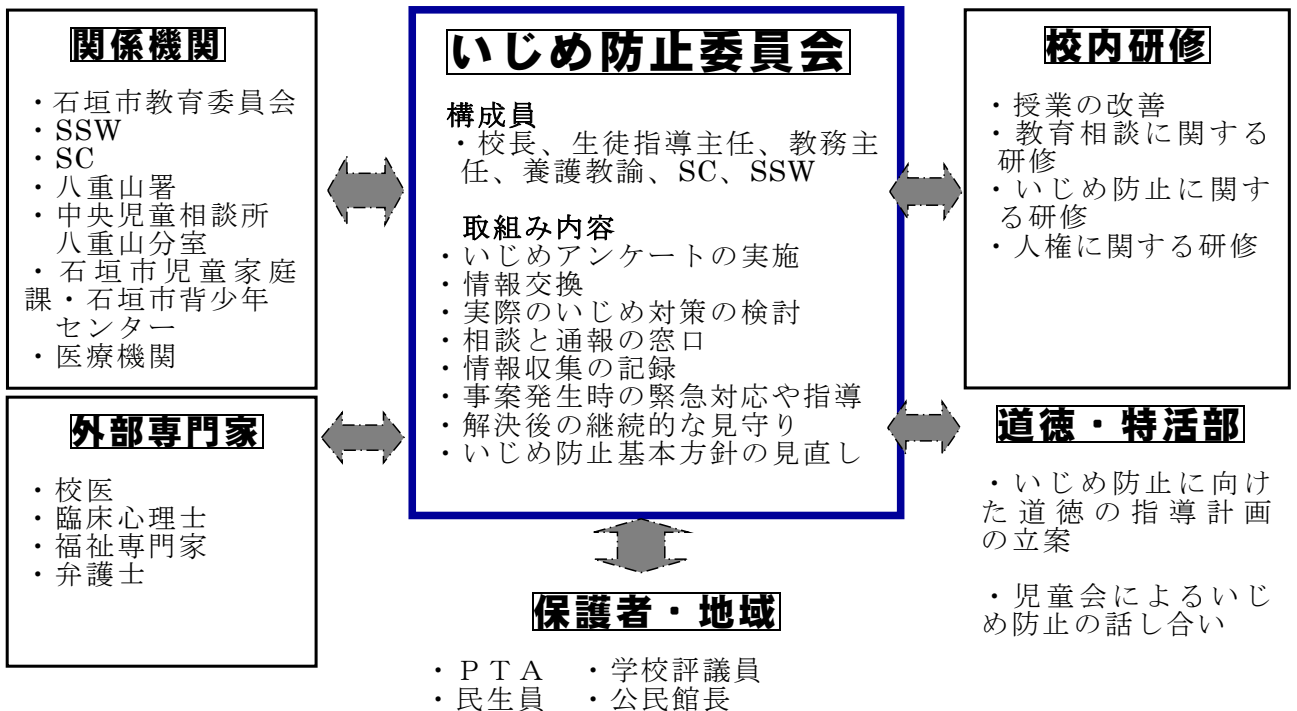 関係機関
・石垣市教育委員会
・SSW
・SC
・八重山署
・中央児童相談所
八重山分室
・石垣市児童家庭
課・石垣市背少年
センター
・医療機関
外部専門家
・校医
・臨床心理士
・福祉専門家
・弁護士
いじめ防止委員会
構成員
・校長、生徒指導主任、教務主
任、養護教諭、SC、SSW
取組み内容
・いじめアンケートの実施
・情報交換
・実際のいじめ対策の検討
・相談と通報の窓口
・情報収集の記録
・事案発生時の緊急対応や指導
・解決後の継続的な見守り
・いじめ防止基本方針の見直し
校内研修
・授業の改善
・教育相談に関する
研修
・いじめ防止に関す
る研修
・人権に関する研修
道徳・特活部
・いじめ防止に向け
た道徳の指導計画
の立案
・児童会によるいじ
め防止の話し合い
保護者・地域
・ＰＴＡ　・学校評議員
・民生員　・公民館長